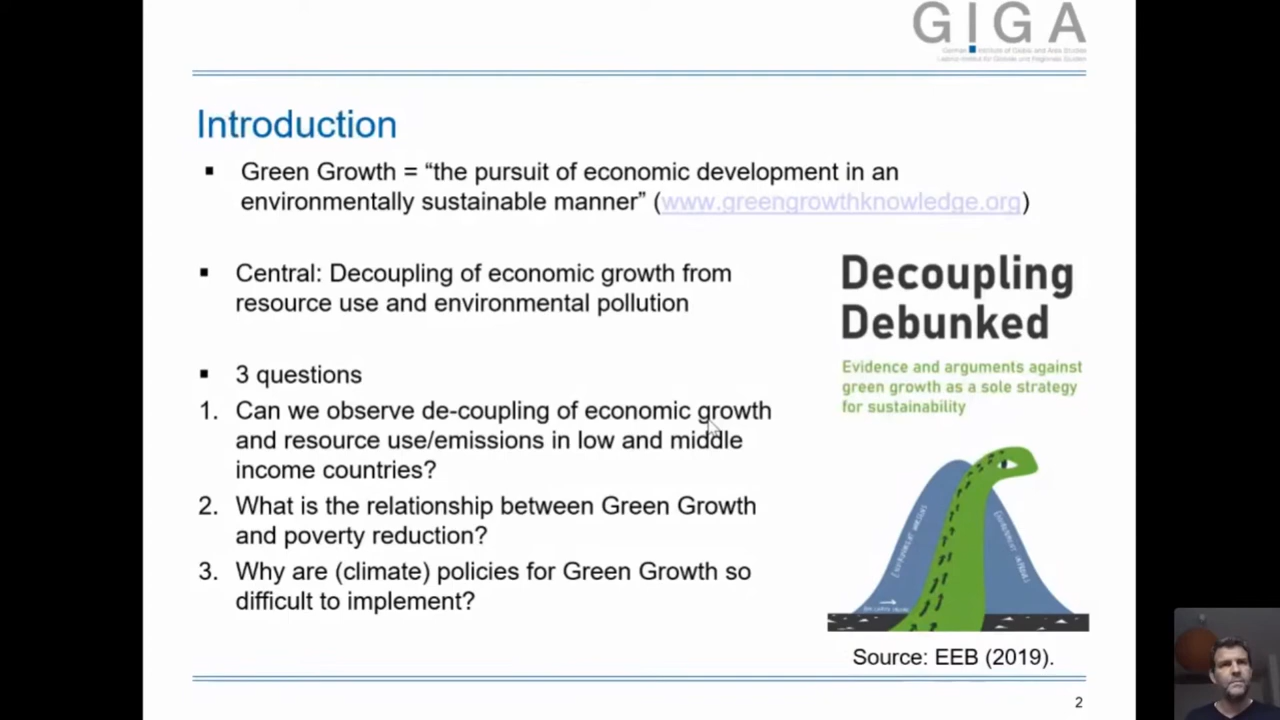 GIGA
German Institute of Global and Area Studies
Leibniz-Institut für Globale und Regionale Studien
Introduction
▪ Green Growth = “the pursuit of economic development in an
environmentally sustainable manner” (www.greengrowthknowledge.org)
▪ Central: Decoupling of economic growth from
resource use and environmental pollution
▪ 3 questions
1. Can we observe de-coupling of economic growth
and resource use/emissions in low and middle
income countries?
2. What is the relationship between Green Growth
and poverty reduction?
3. Why are (climate) policies for Green Growth so
difficult to implement?
Decoupling
Debunked
Evidence and arguments against
green growth as a sole strategy
for sustainability
Source: EEB (2019).
2